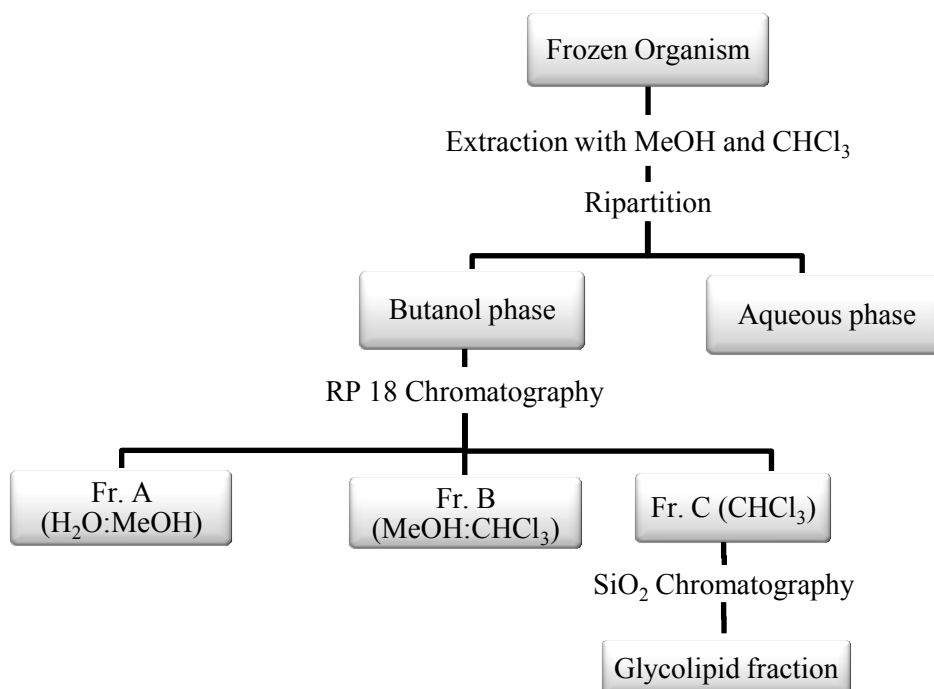 Frozen Organism
Extraction with MeOH and CHCl₃
Ripartition
Butanol phase
Aqueous phase
RP 18 Chromatography
Fr. A
(H₂O:MeOH)
Fr. B
(MeOH:CHCl₃)
Fr. C (CHCl₃)
SiO₂ Chromatography
Glycolipid fraction